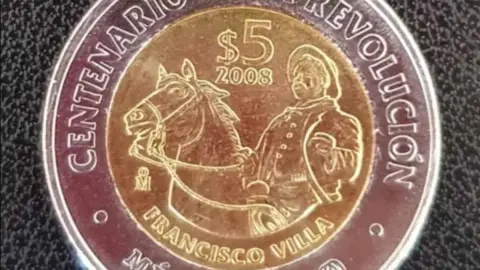 CENTENARIO REVOLUCIÓN
$5
2008
FRANCISCO VILLA